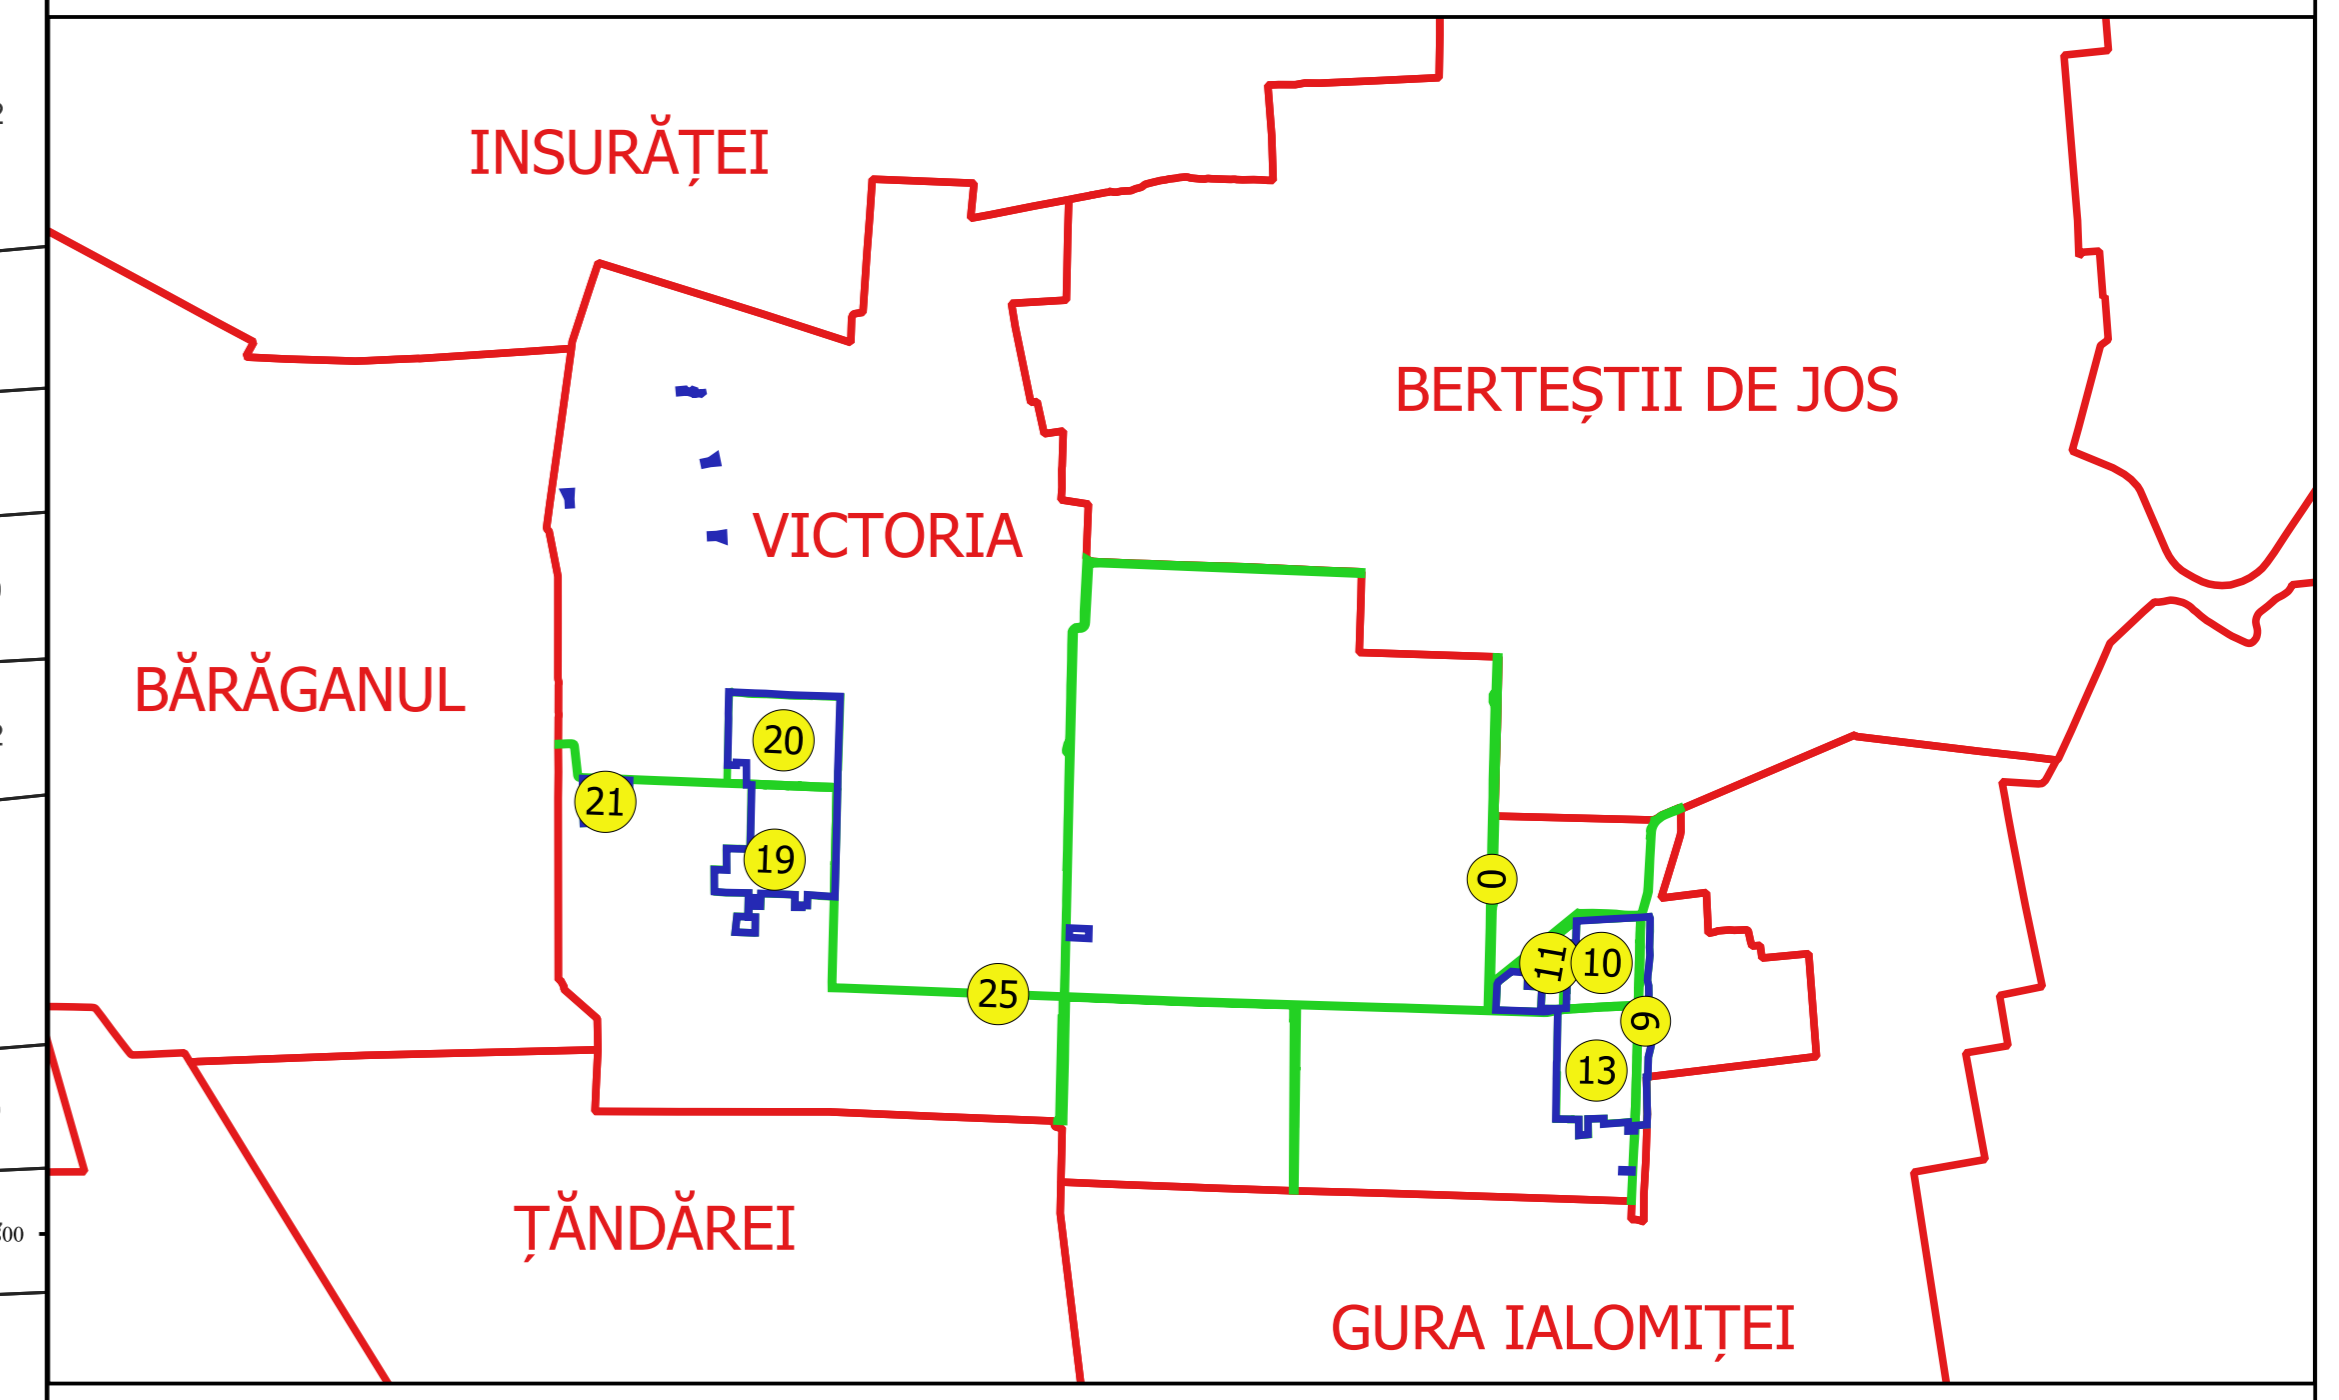 INSURĂȚEI
BERTEȘTII DE JOS
VICTORIA
BĂRĂGANUL
20
21
19
0
11
10
25
9
13
ȚĂNDĂREI
GURA IALOMIȚEI